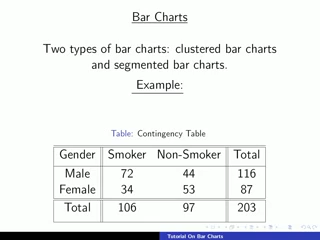 Bar Charts
Two types of bar charts: clustered bar charts
and segmented bar charts.
Example:
Table: Contingency Table
Gender Smoker Non-Smoker Total
Male 72 44 116
Female 34 53 87
Total 106 97 203
Tutorial On Bar Charts